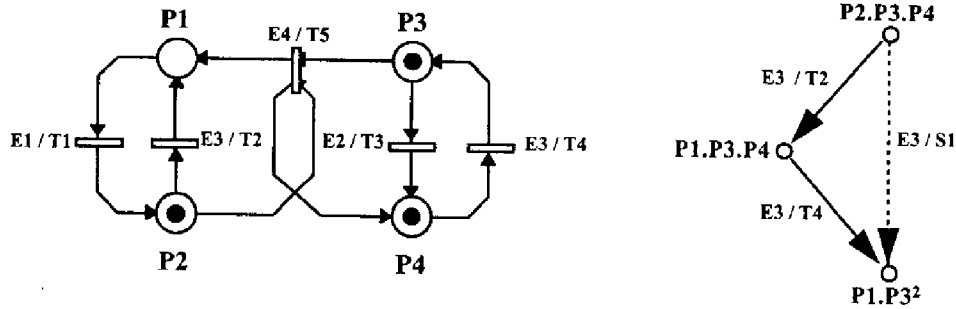 P1
E4 / T5
P3
P2.P3.P4
E1 / T1
E3 / T2
E2 / T3
E3 / T4
P2
P4
E3 / T2
E3 / S1
P1.P3.P4
E3 / T4
P1.P3²